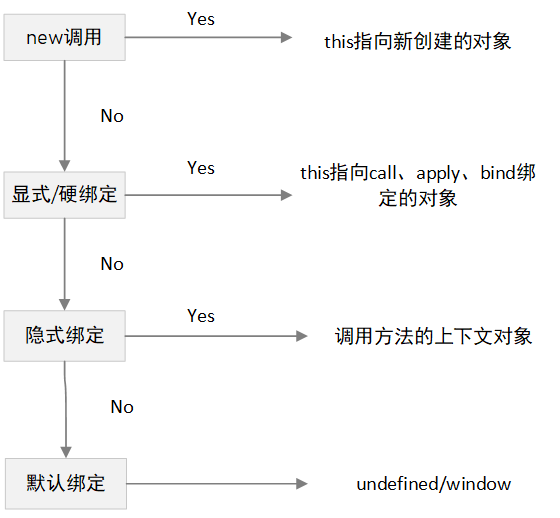 Yes
new调用
this指向新创建的对象
No
Yes
显式/硬绑定
this指向call、apply、bind绑
定的对象
No
Yes
隐式绑定
调用方法的上下文对象
No
默认绑定
undefined/window